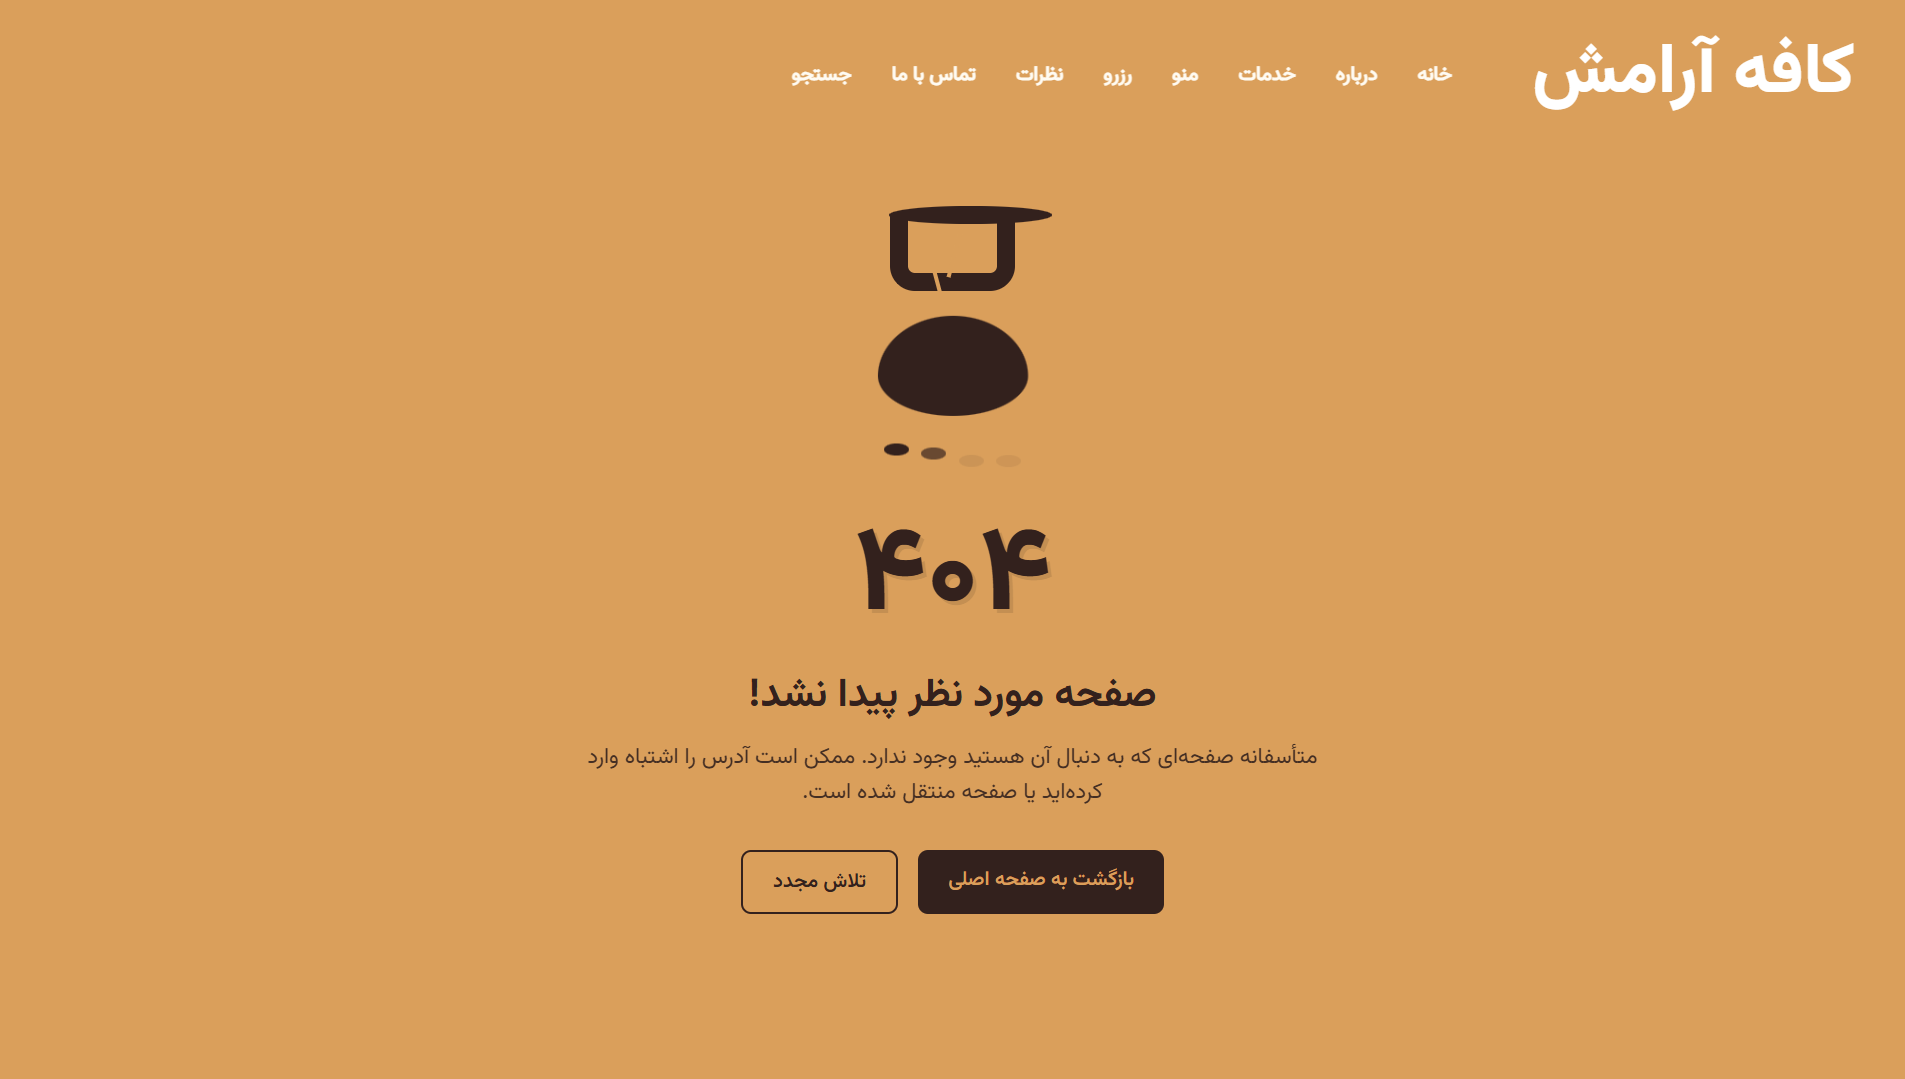 کافه آرامش
خانه درباره خدمات منو رزرو نظرات تماس با ما جستجو
۴۰۴
صفحه مورد نظر پیدا نشد!
متأسفانه صفحه‌ای که به دنبال آن هستید وجود ندارد. ممکن است آدرس را اشتباه وارد
کرده‌اید یا صفحه منتقل شده است.
بازگشت به صفحه اصلی
تلاش مجدد